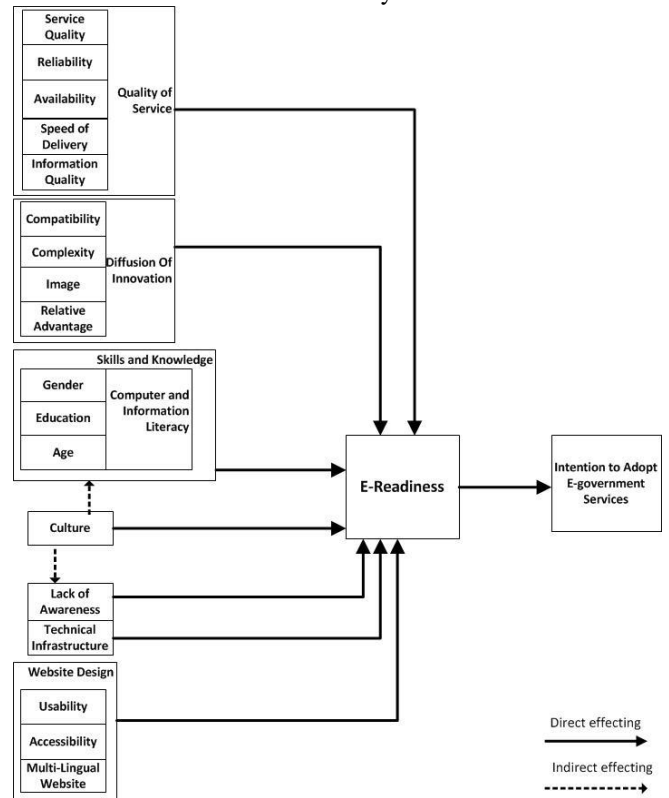 Service
Quality
Reliability
Availability
Speed of
Delivery
Information
Quality
Quality of
Service
Compatibility
Complexity
Image
Relative
Advantage
Diffusion Of
Innovation
Skills and Knowledge
Gender
Education
Age
Computer and
Information
Literacy
Culture
Lack of
Awareness
Technical
Infrastructure
Website Design
Usability
Accessibility
Multi-Lingual
Website
E-Readiness
Intention to Adopt
E-government
Services
Direct effecting
Indirect effecting